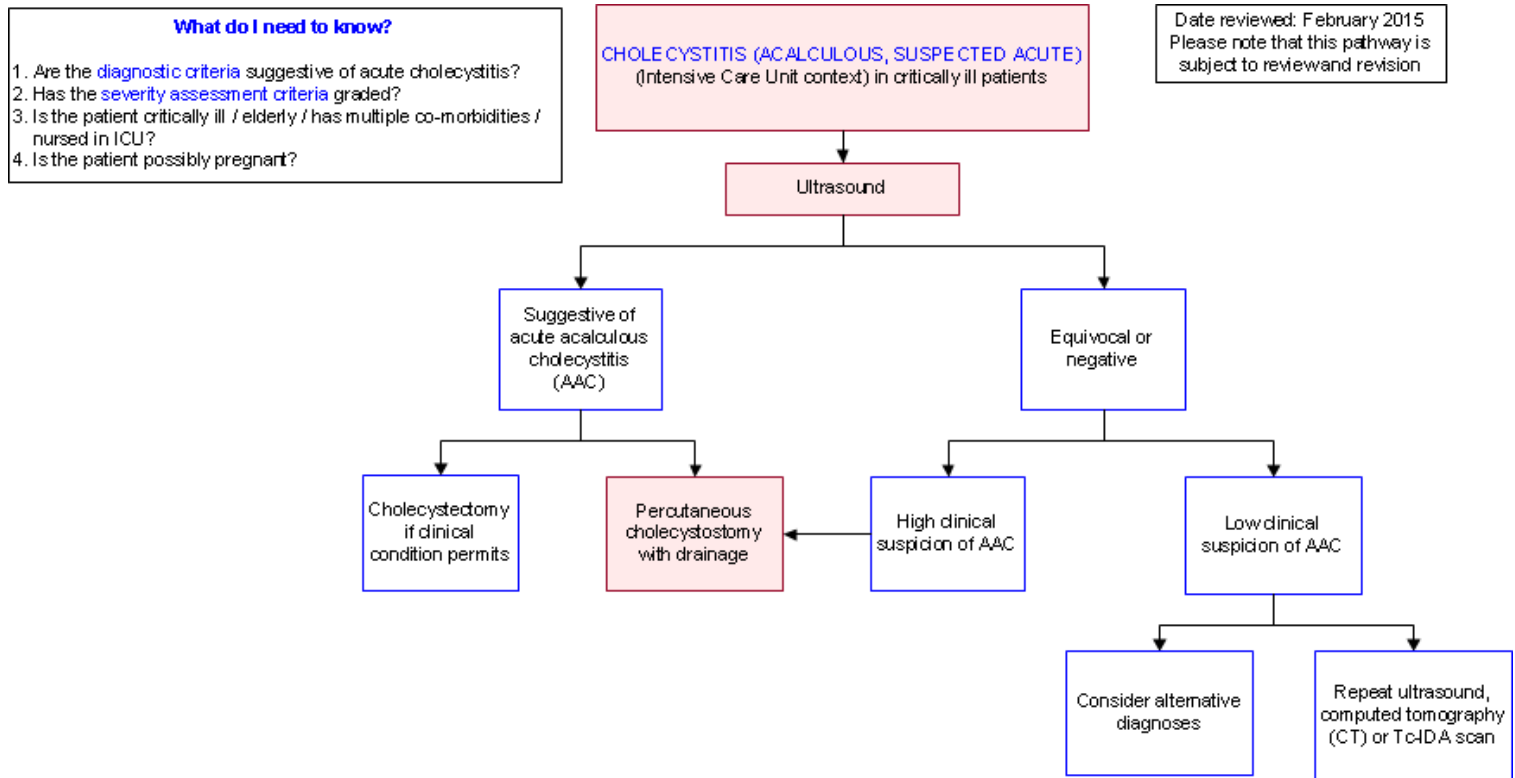 What do I need to know?
1. Are the diagnostic criteria suggestive of acute cholecystitis?
2. Has the severity assessment criteria graded?
3. Is the patient critically ill / elderly / has multiple co-morbidities /
nursed in ICU?
4. Is the patient possibly pregnant?
CHOLECYSTITIS (ACALCULOUS, SUSPECTED ACUTE)
(Intensive Care Unit context) in critically ill patients
Date reviewed: February 2015
Please note that this pathway is
subject to reviewand revision
Ultrasound
Suggestive of
acute acalculous
cholecystitis
(AAC)
Equivocal or
negative
Cholecystectomy
if clinical
condition permits
Percutaneous
cholecystostomy
with drainage
High clinical
suspicion of AAC
Low clinical
suspicion of AAC
Consider alternative
diagnoses
Repeat ultrasound,
computed tomography
(CT) or Tc-IDA scan